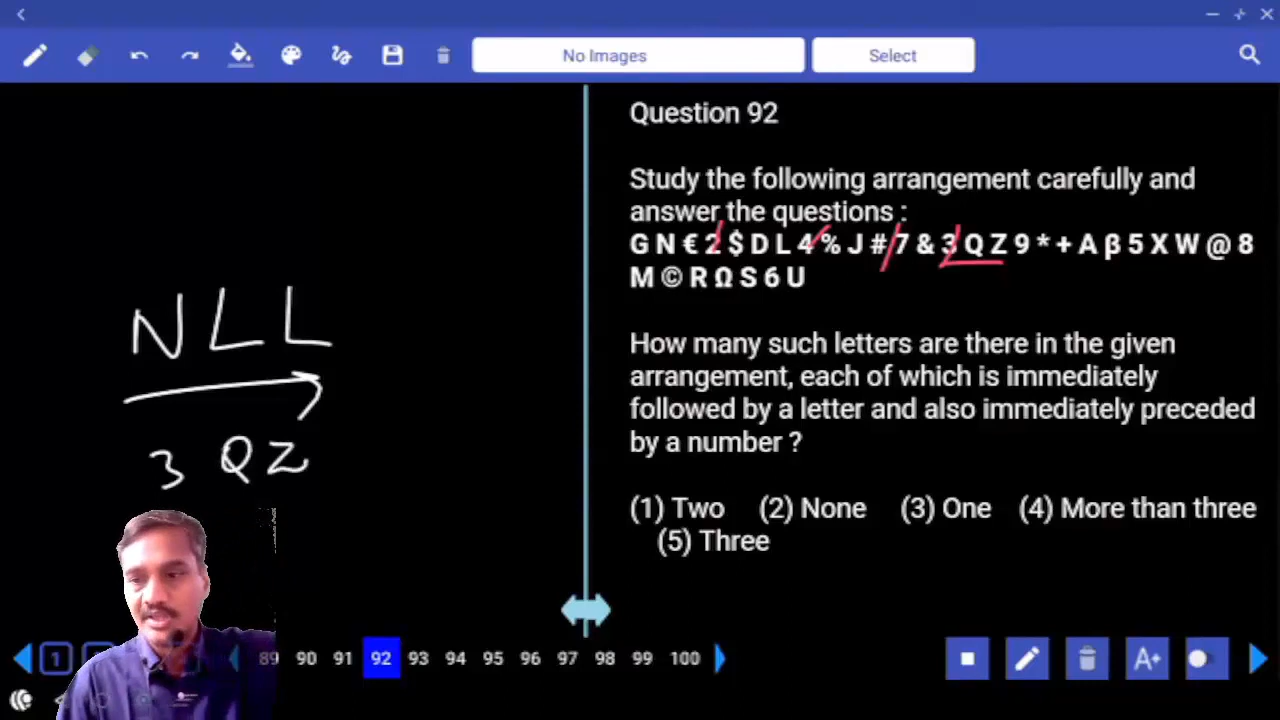 No Images Select
Question 92
Study the following arrangement carefully and
answer the questions :
G N € 2 $ D L 4 % J # 7 & 3 Q Z 9 * + A β 5 X W @ 8
M © R Ω S 6 U
N L L
How many such letters are there in the given
arrangement, each of which is immediately
followed by a letter and also immediately preceded
by a number ?
3 Q Z
(1) Two (2) None (3) One (4) More than three
(5) Three
1 89 90 91 92 93 94 95 96 97 98 99 100 A+